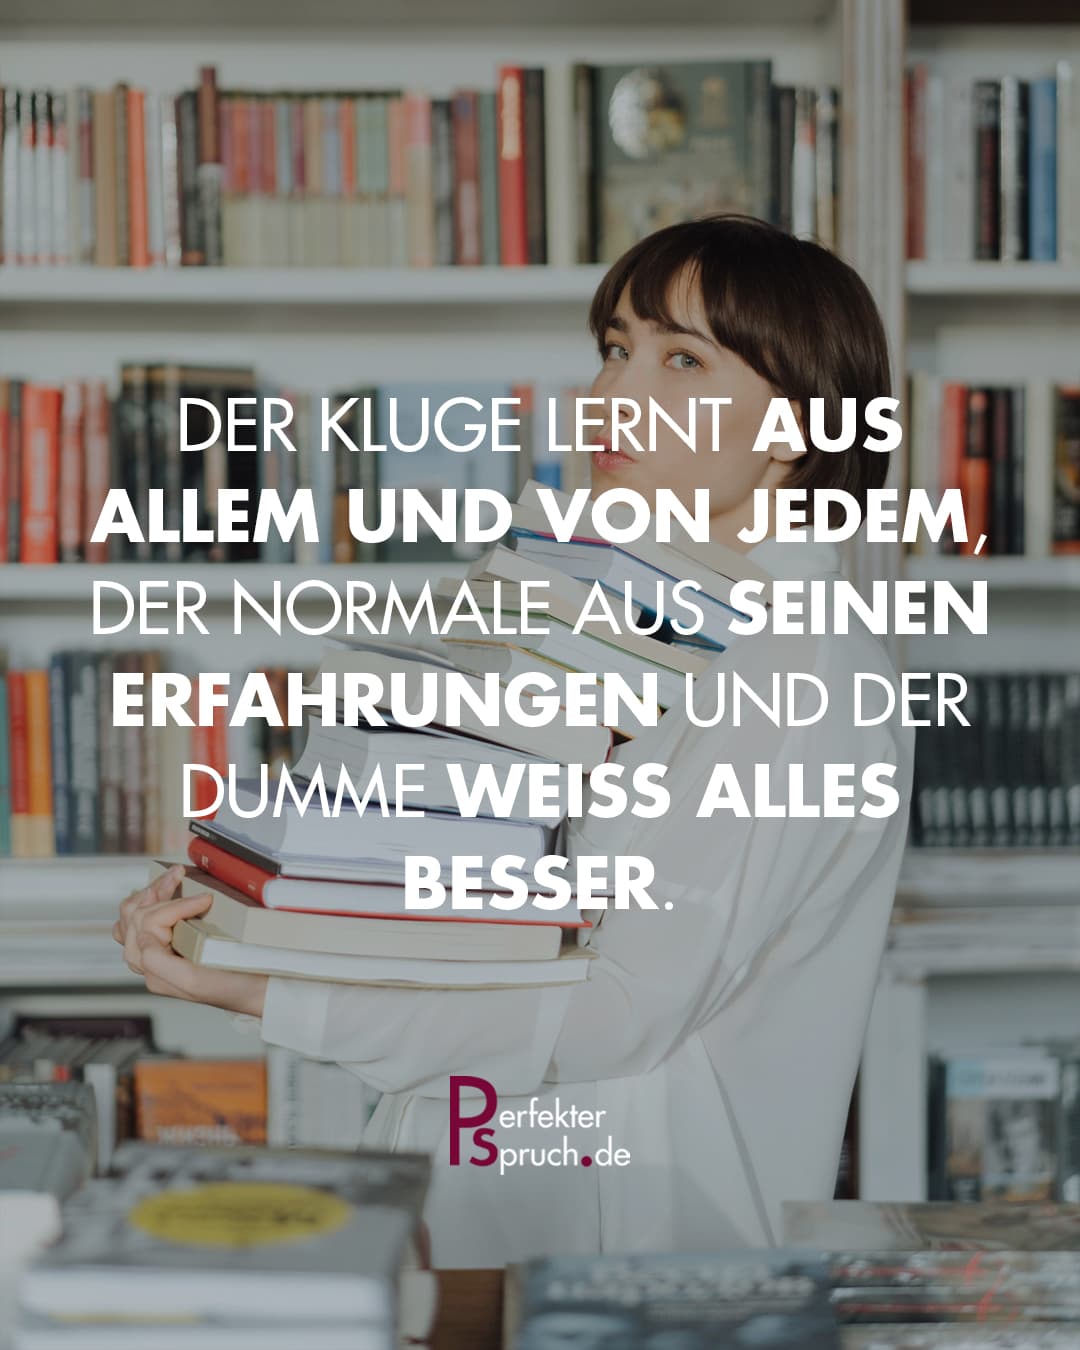 DER KLUGE LERNT AUS
ALLEM UND VON JEDEM,
DER NORMALE AUS SEINEN
ERFAHRUNGEN UND DER
DUMME WEISS ALLES
BESSER.
Perfekter
Spruch.de